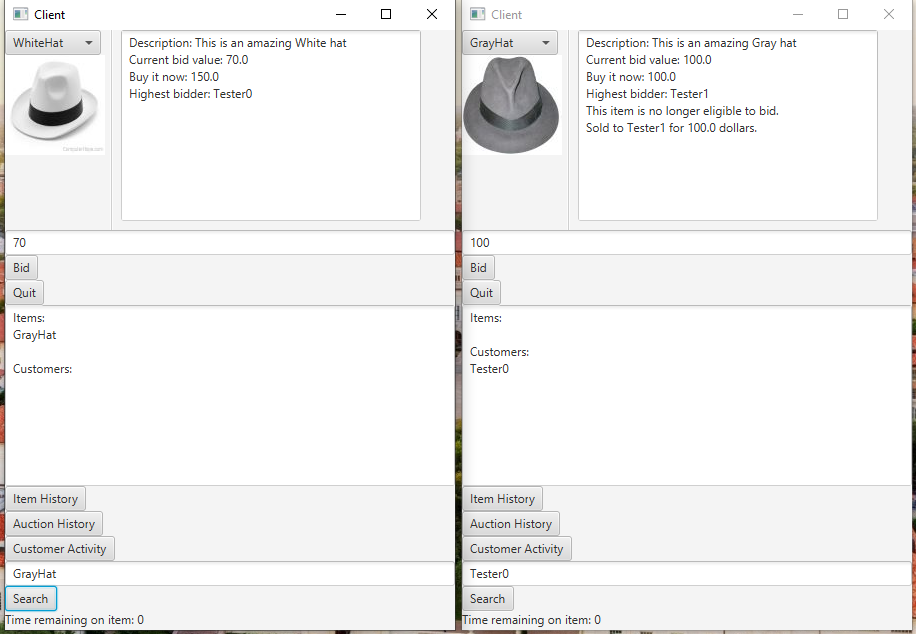 Client
WhiteHat
Description: This is an amazing White hat
Current bid value: 70.0
Buy it now: 150.0
Highest bidder: Tester0
70
Bid
Quit
Items:
GrayHat
Customers:
Item History
Auction History
Customer Activity
GrayHat
Search
Time remaining on item: 0
Client
GrayHat
Description: This is an amazing Gray hat
Current bid value: 100.0
Buy it now: 100.0
Highest bidder: Tester1
This item is no longer eligible to bid.
Sold to Tester1 for 100.0 dollars.
100
Bid
Quit
Items:
Customers:
Tester0
Item History
Auction History
Customer Activity
Tester0
Search
Time remaining on item: 0